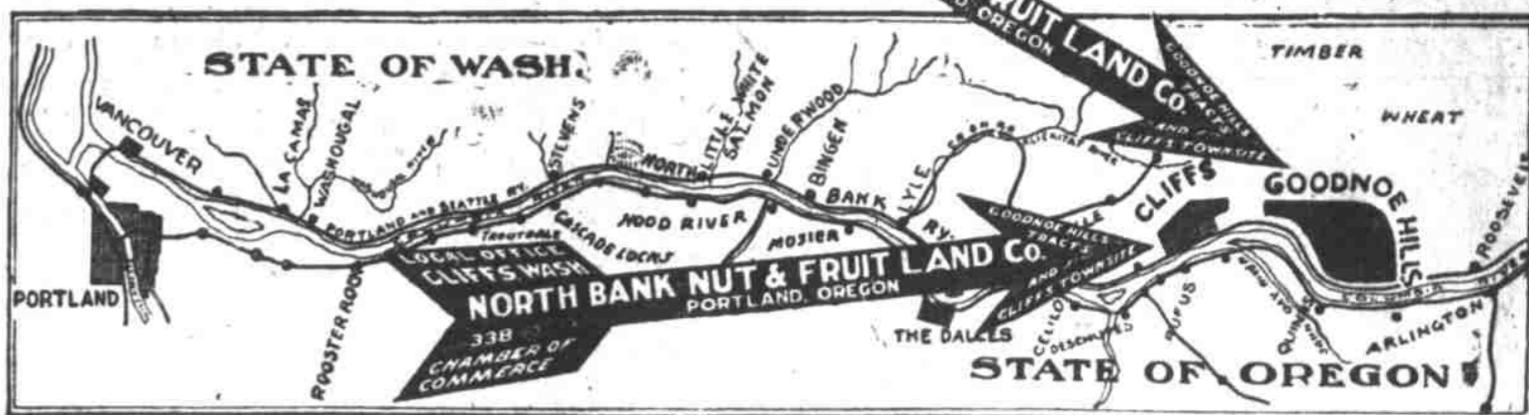 FRUIT LAND CO.
D, OREGON
GOODNOE HILLS
TRACTS
AND
CLIFFS TOWNSITE
TIMBER
WHEAT
STATE OF WASH.
VANCOUVER
LA CAMAS
WASHOUGAL
RIVER
PORTLAND AND SEATTLE RY.
STEVENS
NORTH
LITTLE WHITE
SALMON
UNDERWOOD
BINGEN
BANK
LYLE
RY.
CLIFFS
GOODNOE HILLS
ROOSEVE
PORTLAND
ROOSTER ROCK
TROUTDALE
CASCADE LOCKS
HOOD RIVER
MOSIER
LOCAL OFFICE
CLIFFS WASH
NORTH BANK NUT & FRUIT LAND CO.
PORTLAND, OREGON
338
CHAMBER OF
COMMERCE
GOODNOE HILLS
TRACTS
AND
CLIFFS TOWNSITE
THE DALLES
CELILO
DESCHUTES
RUFUS
ARLINGTON
STATE OF OREGON